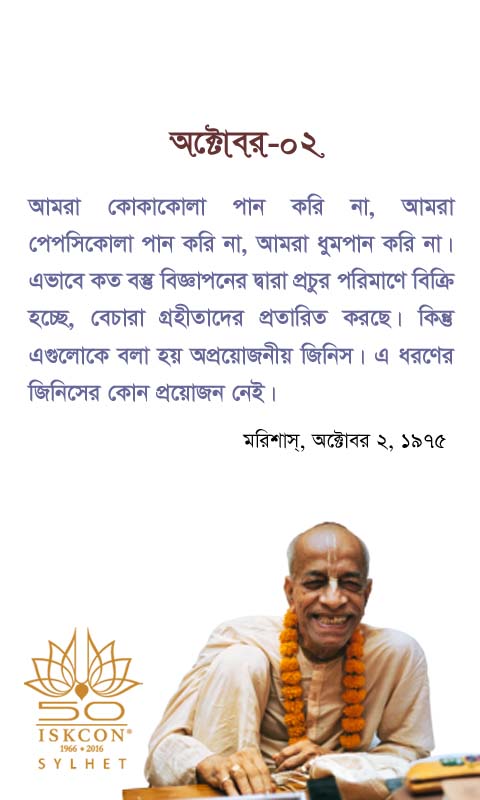 অক্টোবর-০২
আমরা কোকাকোলা পান করি না, আমরা
পেপসিকোলা পান করি না, আমরা ধুমপান করি না।
এভাবে কত বস্তু বিজ্ঞাপনের দ্বারা প্রচুর পরিমাণে বিক্রি
হচ্ছে, বেচারা গ্রহীতাদের প্রতারিত করছে। কিন্তু
এগুলোকে বলা হয় অপ্রয়োজনীয় জিনিস। এ ধরণের
জিনিসের কোন প্রয়োজন নেই।
মরিশাস্, অক্টোবর ২, ১৯৭৫
50
ISKCON®
1966 • 2016
SYLHET